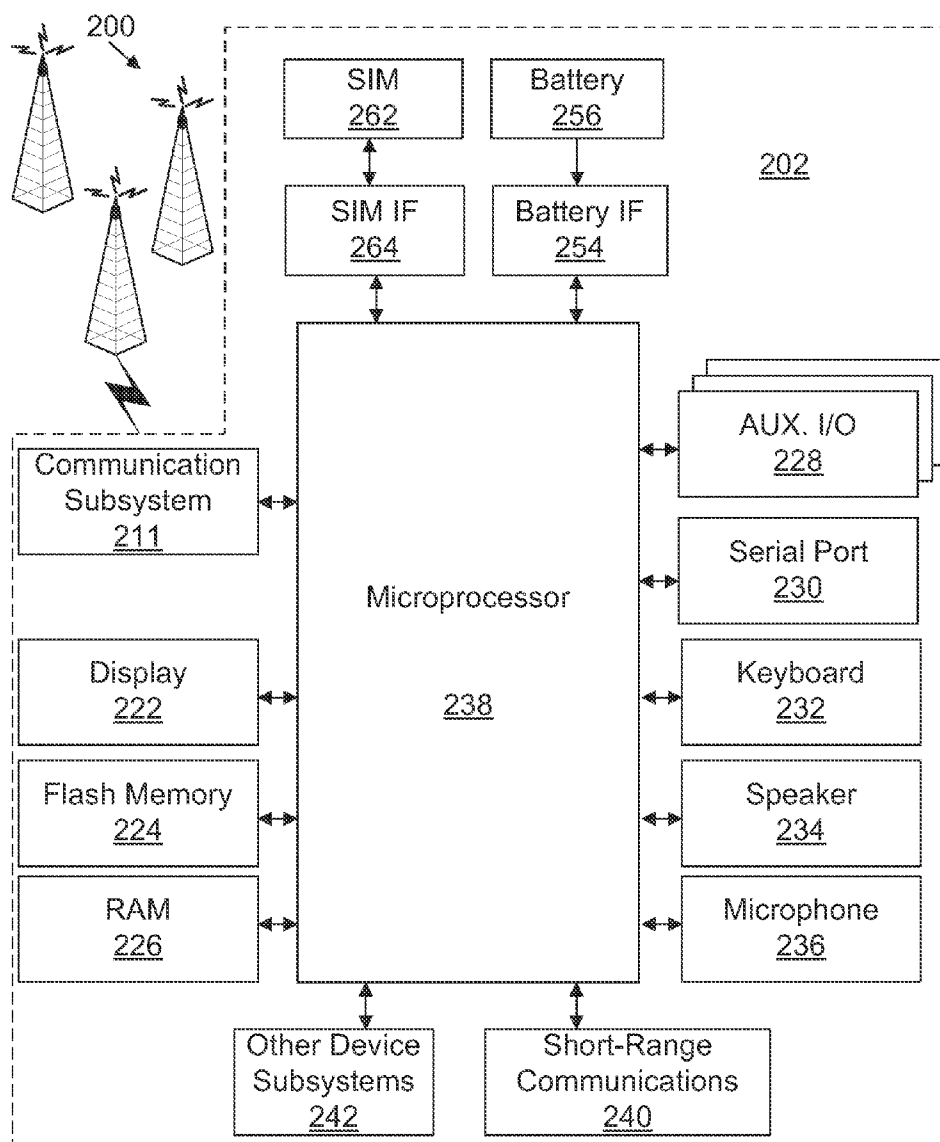 200
SIM
262
Battery
256
202
SIM IF
264
Battery IF
254
AUX. I/O
228
Communication
Subsystem
211
Serial Port
230
Microprocessor
238
Display
222
Keyboard
232
Flash Memory
224
Speaker
234
RAM
226
Microphone
236
Other Device
Subsystems
242
Short-Range
Communications
240